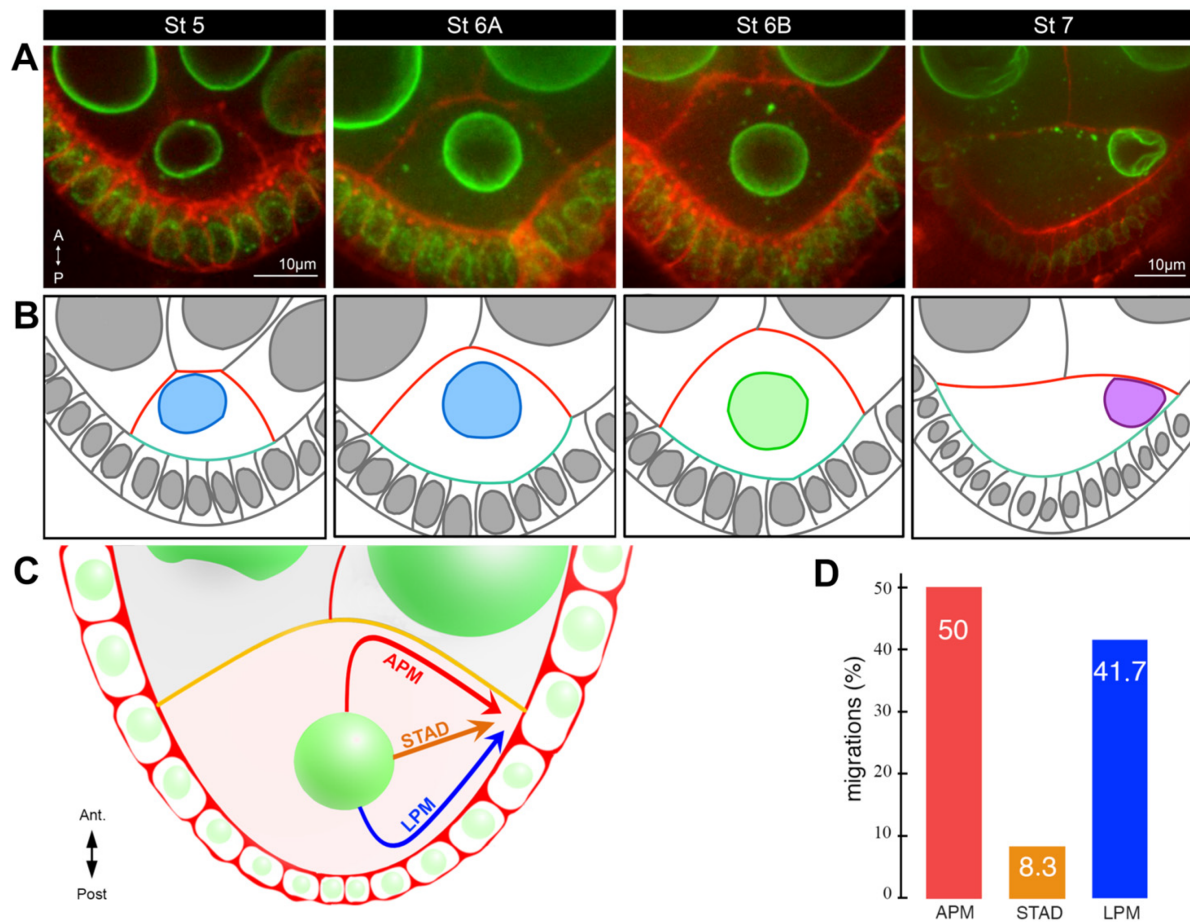 St 5 St 6A St 6B St 7
A
A
P
10µm
10µm
B
C
APM
STAD
LPM
Ant.
Post
D
migrations (%)
50
40
30
20
10
0
50
8.3
41.7
APM STAD LPM